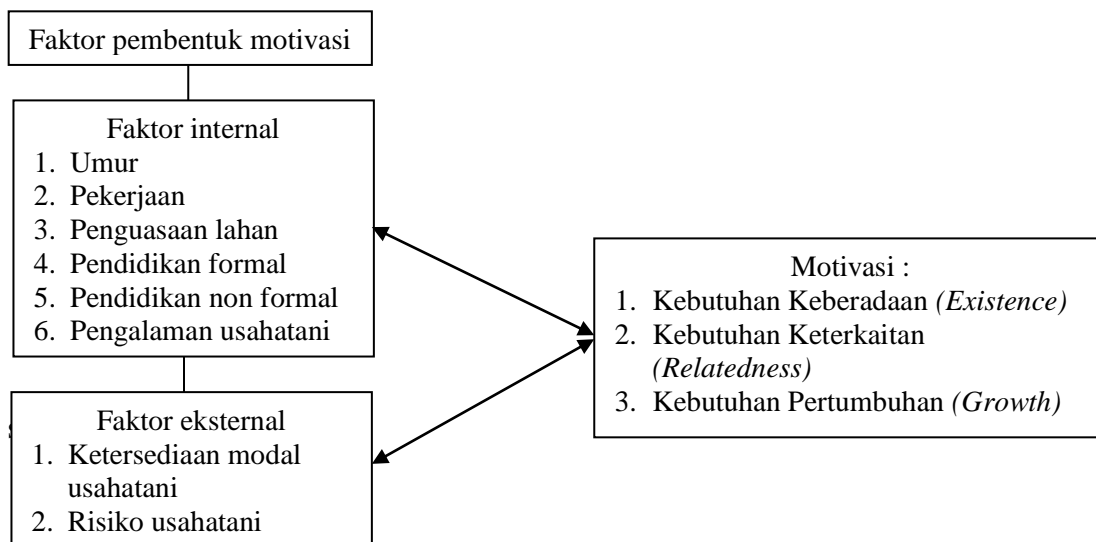 Faktor pembentuk motivasi
Faktor internal
1. Umur
2. Pekerjaan
3. Penguasaan lahan
4. Pendidikan formal
5. Pendidikan non formal
6. Pengalaman usahatani
Faktor eksternal
1. Ketersediaan modal
usahatani
2. Risiko usahatani
Motivasi :
1. Kebutuhan Keberadaan (Existence)
2. Kebutuhan Keterkaitan
(Relatedness)
3. Kebutuhan Pertumbuhan (Growth)